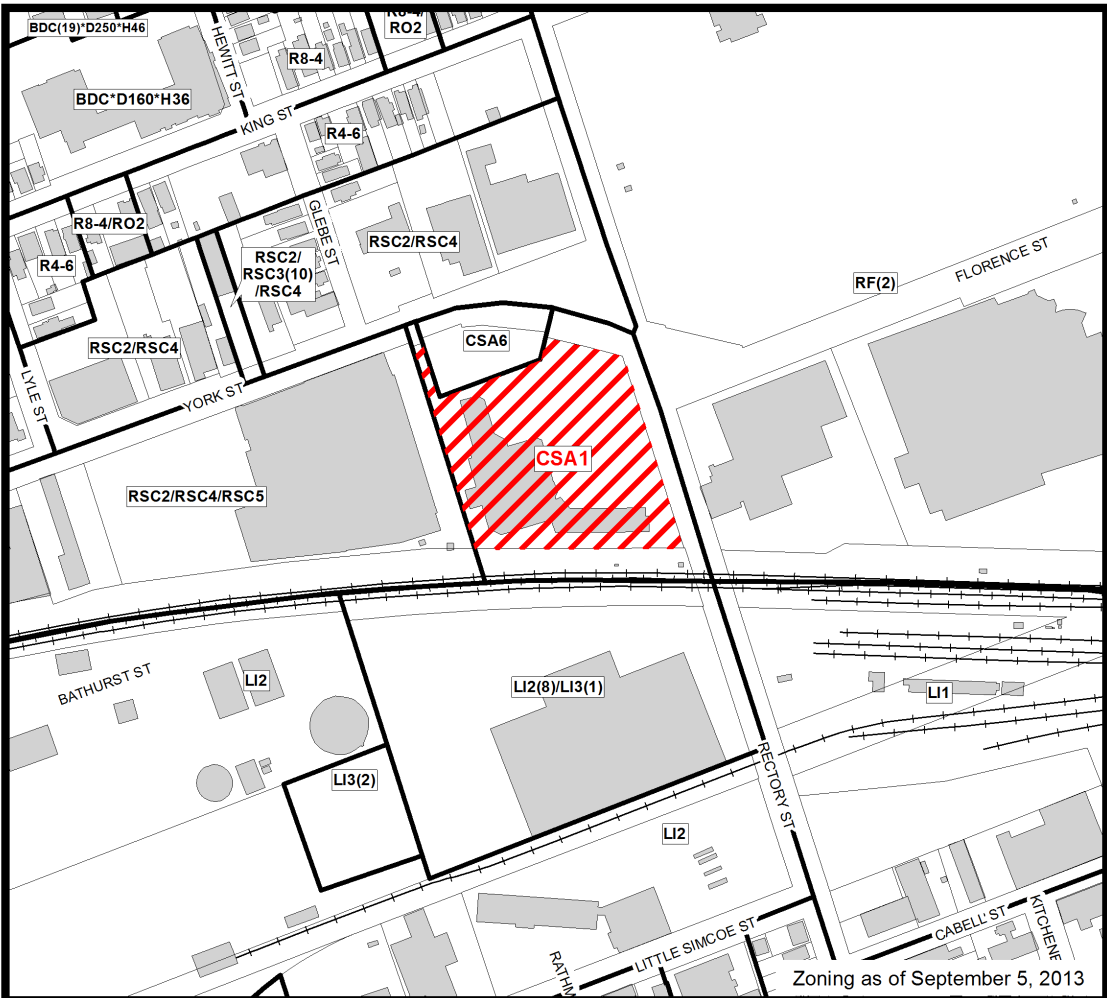 BDC(19)*D250*H46
R8-4/
RO2
HEWITT ST
R8-4
BDC*D160*H36
KING ST
R4-6
R8-4/RO2
GLEBE ST
RSC2/RSC4
R4-6
RSC2/
RSC3(10)
/RSC4
FLORENCE ST
RF(2)
CSA6
RSC2/RSC4
LYLE ST
YORK ST
CSA1
RSC2/RSC4/RSC5
BATHURST ST
LI2
LI2(8)/LI3(1)
LI1
LI3(2)
RECTORY ST
LI2
CABELL ST
LITTLE SIMCOE ST
Zoning as of September 5, 2013